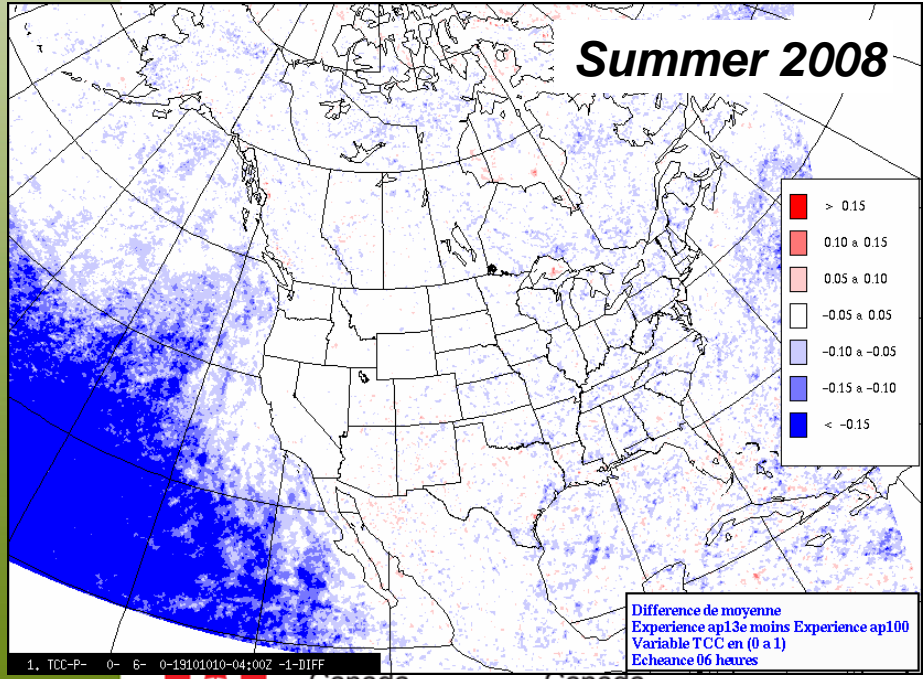 Summer 2008
> 0.15
0.10 a 0.15
0.05 a 0.10
-0.05 a 0.05
-0.10 a -0.05
-0.15 a -0.10
< -0.15
Difference de moyenne
Experience ap13e moins Experience ap100
Variable TCC en (0 a 1)
Echeance 06 heures
1. TCC-P- 0- 6- 0-19101010-04:00Z -1-DIFF
Canada Canada